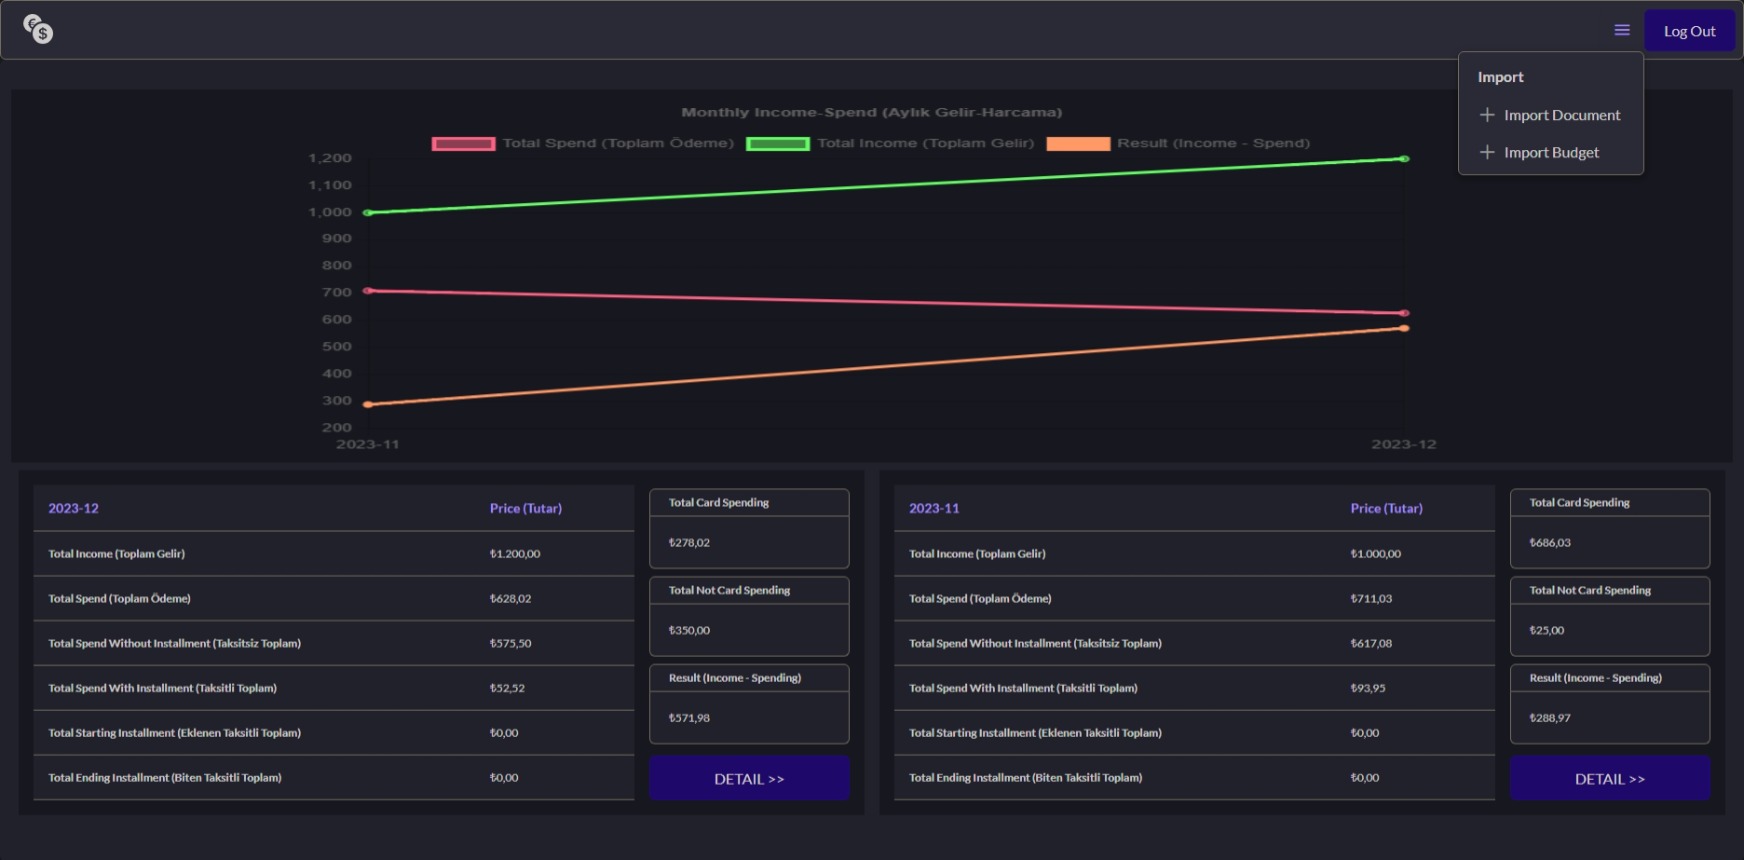 € $
Log Out
Import
Import Document
Import Budget
Monthly Income-Spend (Aylık Gelir-Harcama)
Total Spend (Toplam Ödeme) Total Income (Toplam Gelir) Result (Income - Spend)
1,200
1,100
1,000
900
800
700
600
500
400
300
200
2023-11 2023-12
2023-12 Price (Tutar)
Total Income (Toplam Gelir) ₺1.200,00
Total Spend (Toplam Ödeme) ₺628,02
Total Spend Without Installment (Taksitsiz Toplam) ₺575,50
Total Spend With Installment (Taksitli Toplam) ₺52,52
Total Starting Installment (Eklenen Taksitli Toplam) ₺0,00
Total Ending Installment (Biten Taksitli Toplam) ₺0,00
Total Card Spending
₺278,02
Total Not Card Spending
₺350,00
Result (Income - Spending)
₺571,98
DETAIL >>
2023-11 Price (Tutar)
Total Income (Toplam Gelir) ₺1.000,00
Total Spend (Toplam Ödeme) ₺711,03
Total Spend Without Installment (Taksitsiz Toplam) ₺617,08
Total Spend With Installment (Taksitli Toplam) ₺93,95
Total Starting Installment (Eklenen Taksitli Toplam) ₺0,00
Total Ending Installment (Biten Taksitli Toplam) ₺0,00
Total Card Spending
₺686,03
Total Not Card Spending
₺25,00
Result (Income - Spending)
₺288,97
DETAIL >>